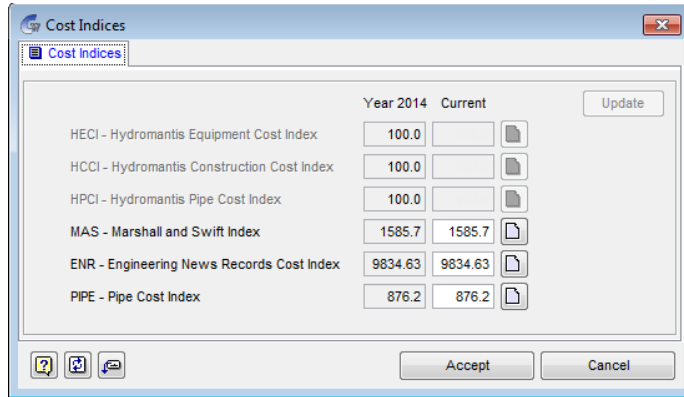 Cost Indices
Cost Indices
Year 2014 Current Update
HECI - Hydromantis Equipment Cost Index 100.0
HCCI - Hydromantis Construction Cost Index 100.0
HPCI - Hydromantis Pipe Cost Index 100.0
MAS - Marshall and Swift Index 1585.7 1585.7
ENR - Engineering News Records Cost Index 9834.63 9834.63
PIPE - Pipe Cost Index 876.2 876.2
Accept Cancel